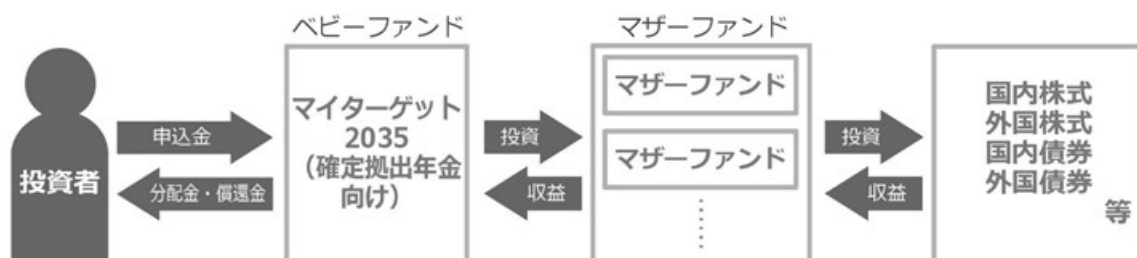 ベビーファンド
マザーファンド
投資者
申込金
分配金・償還金
マイターゲット
2035
（確定拠出年金
向け）
投資
収益
マザーファンド
マザーファンド
投資
収益
国内株式
外国株式
国内債券
外国債券
等